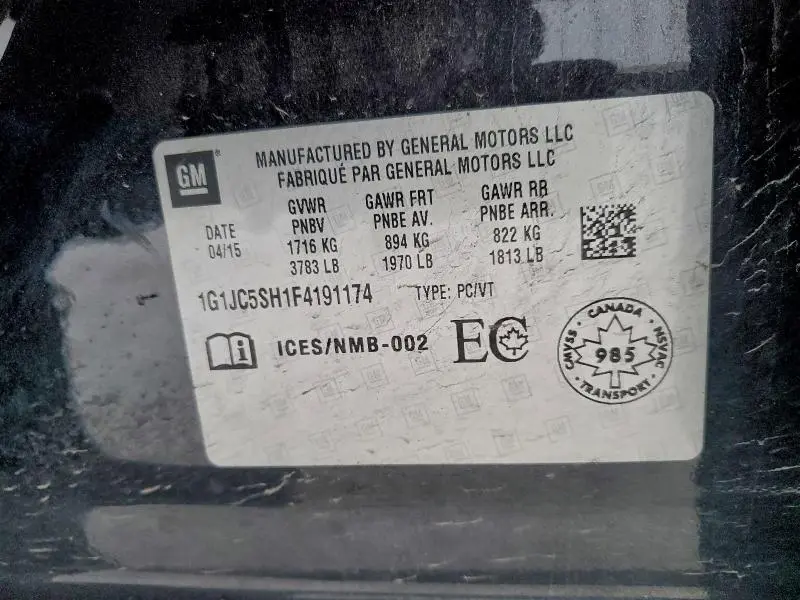 GM
MANUFACTURED BY GENERAL MOTORS LLC
FABRIQUÉ PAR GENERAL MOTORS LLC
DATE
04/15
GVWR
PNBV
1716 KG
3783 LB
GAWR FRT
PNBE AV.
894 KG
1970 LB
GAWR RR
PNBE ARR.
822 KG
1813 LB
1G1JC5SH1F4191174 TYPE: PC/VT
i ICES/NMB-002 EC
CANADA
CMVSS 985 NSVAC
TRANSPORT